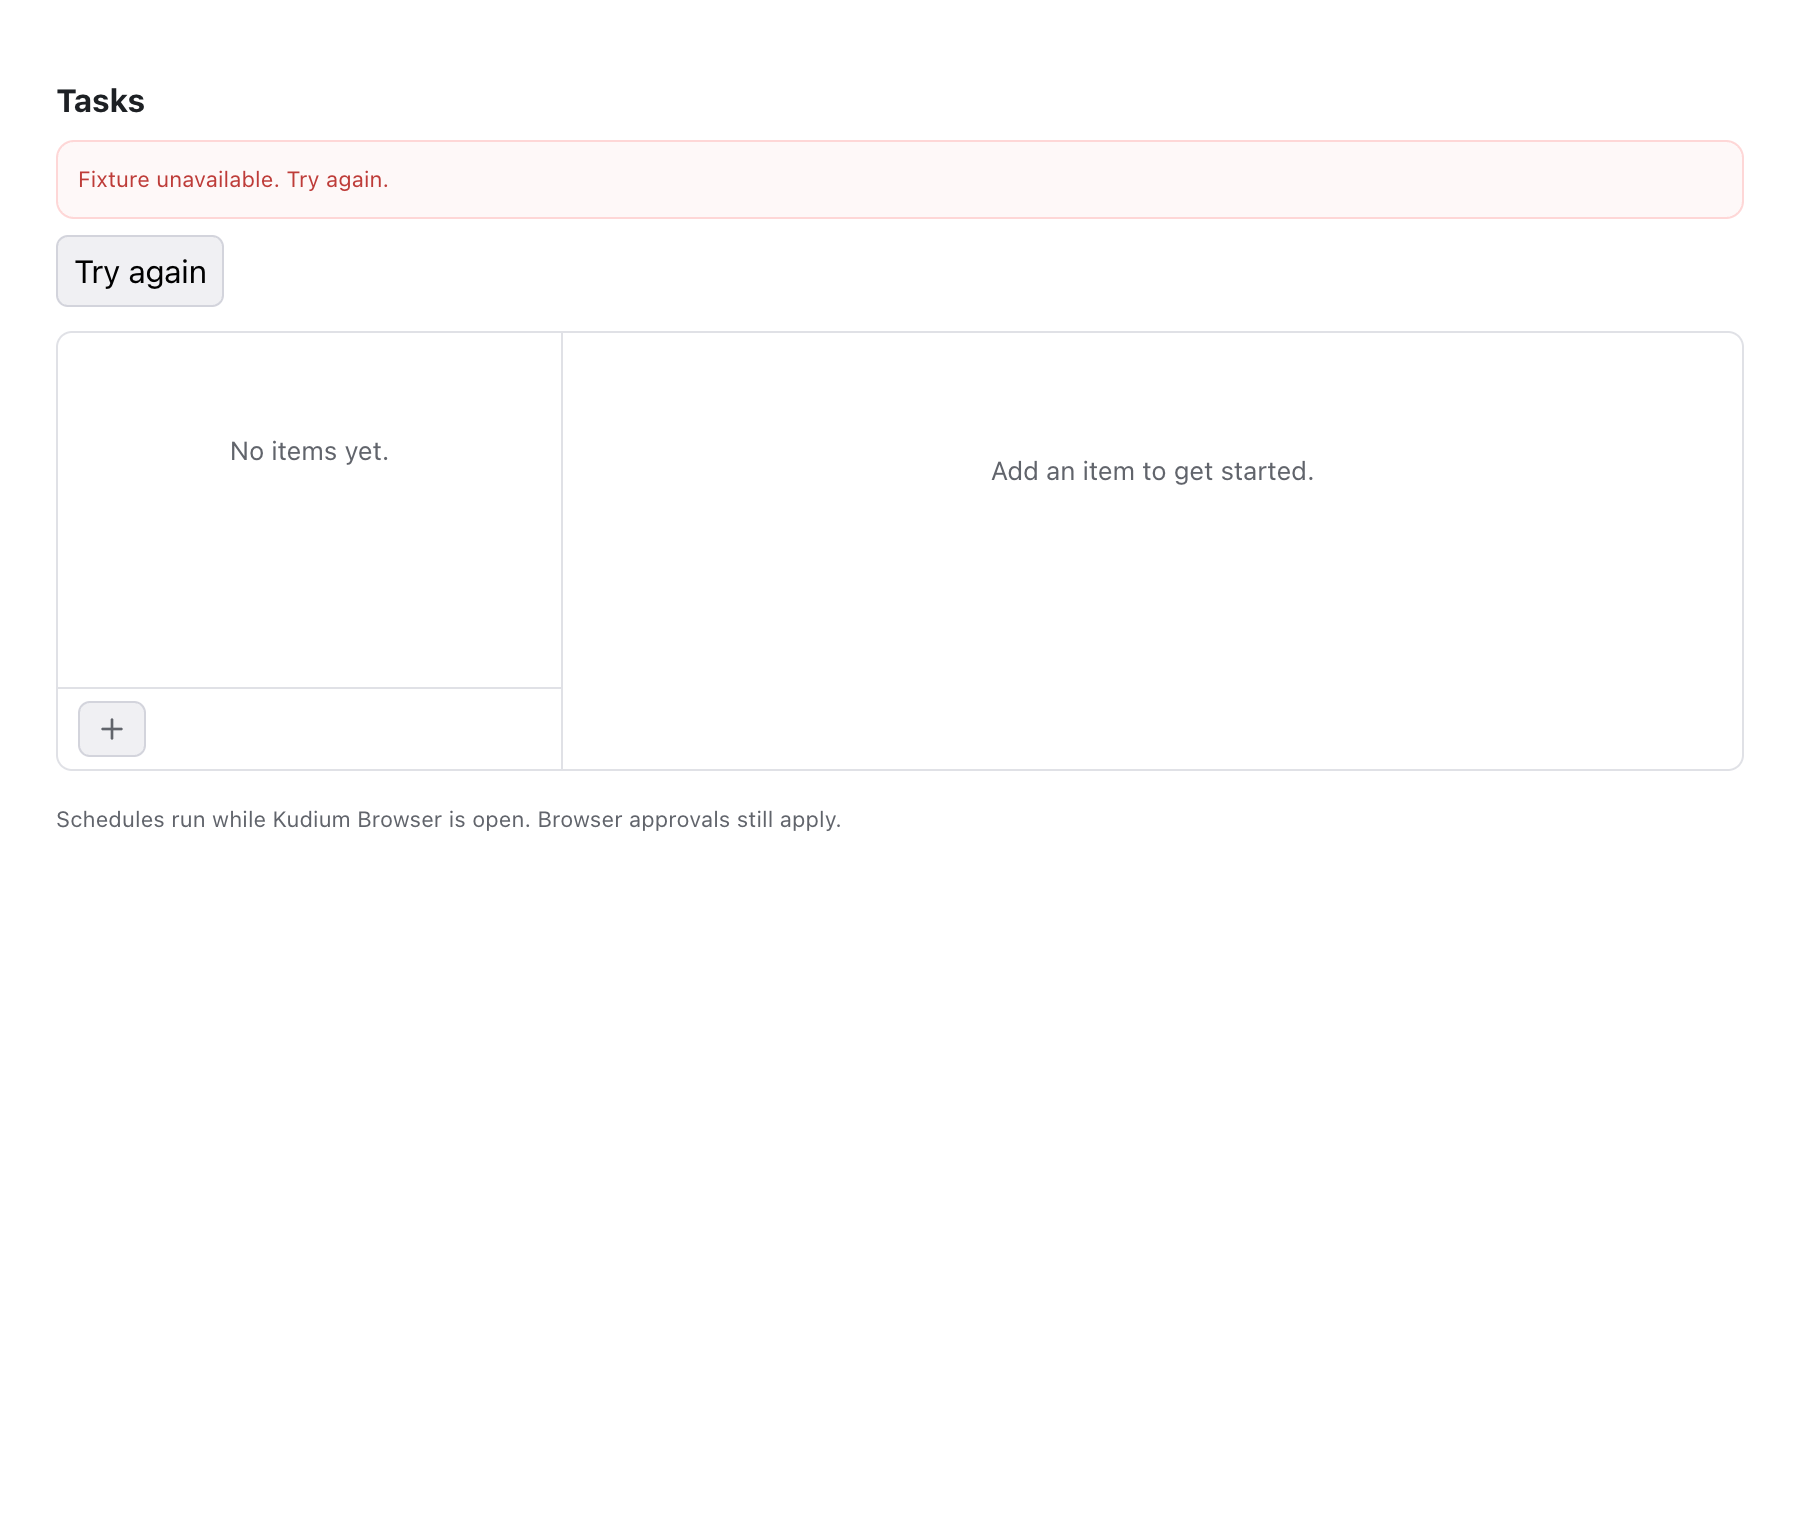 Tasks
Fixture unavailable. Try again.
Try again
No items yet.
Add an item to get started.
+
Schedules run while Kudium Browser is open. Browser approvals still apply.